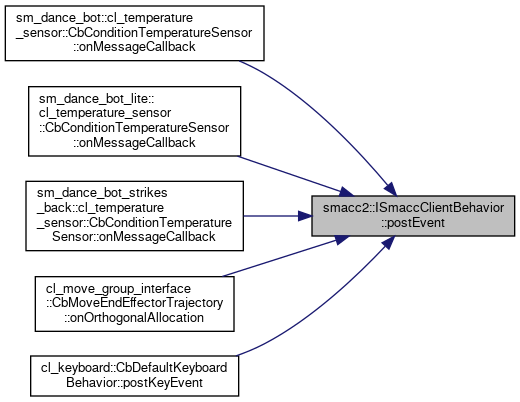 sm_dance_bot::cl_temperature
_sensor::CbConditionTemperatureSensor
::onMessageCallback
sm_dance_bot_lite::
cl_temperature_sensor
::CbConditionTemperatureSensor
::onMessageCallback
sm_dance_bot_strikes
_back::cl_temperature
_sensor::CbConditionTemperature
Sensor::onMessageCallback
cl_move_group_interface
::CbMoveEndEffectorTrajectory
::onOrthogonalAllocation
cl_keyboard::CbDefaultKeyboard
Behavior::postKeyEvent
smacc2::ISmaccClientBehavior
::postEvent